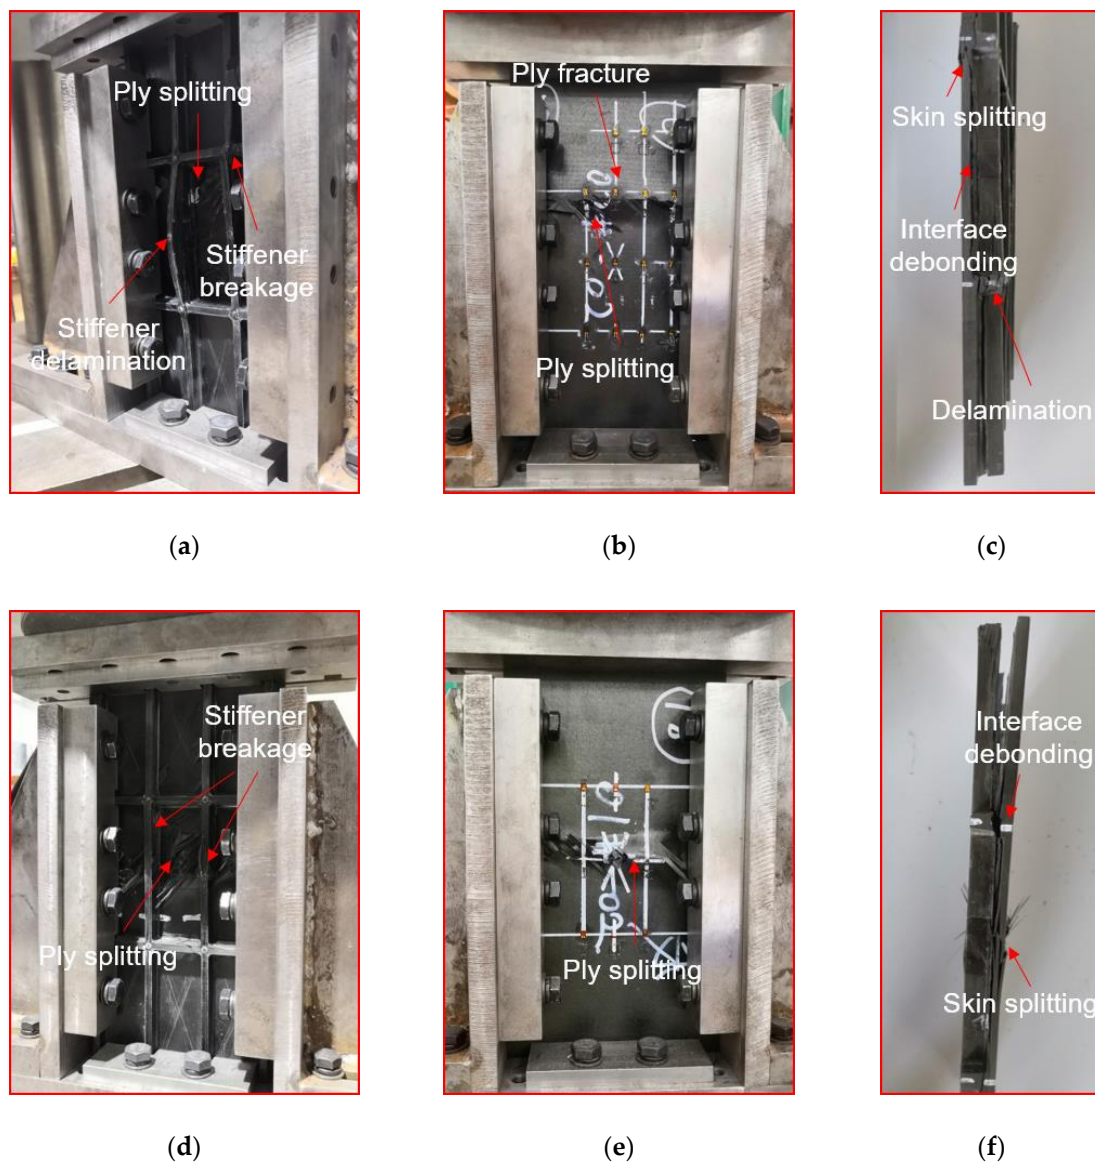 Ply splitting
Stiffener
breakage
Stiffener
delamination
(a)
Ply fracture
Ply splitting
(b)
Skin splitting
Interface
debonding
Delamination
(c)
Stiffener
breakage
Ply splitting
(d)
10
Ply splitting
(e)
Interface
debonding
Skin splitting
(f)